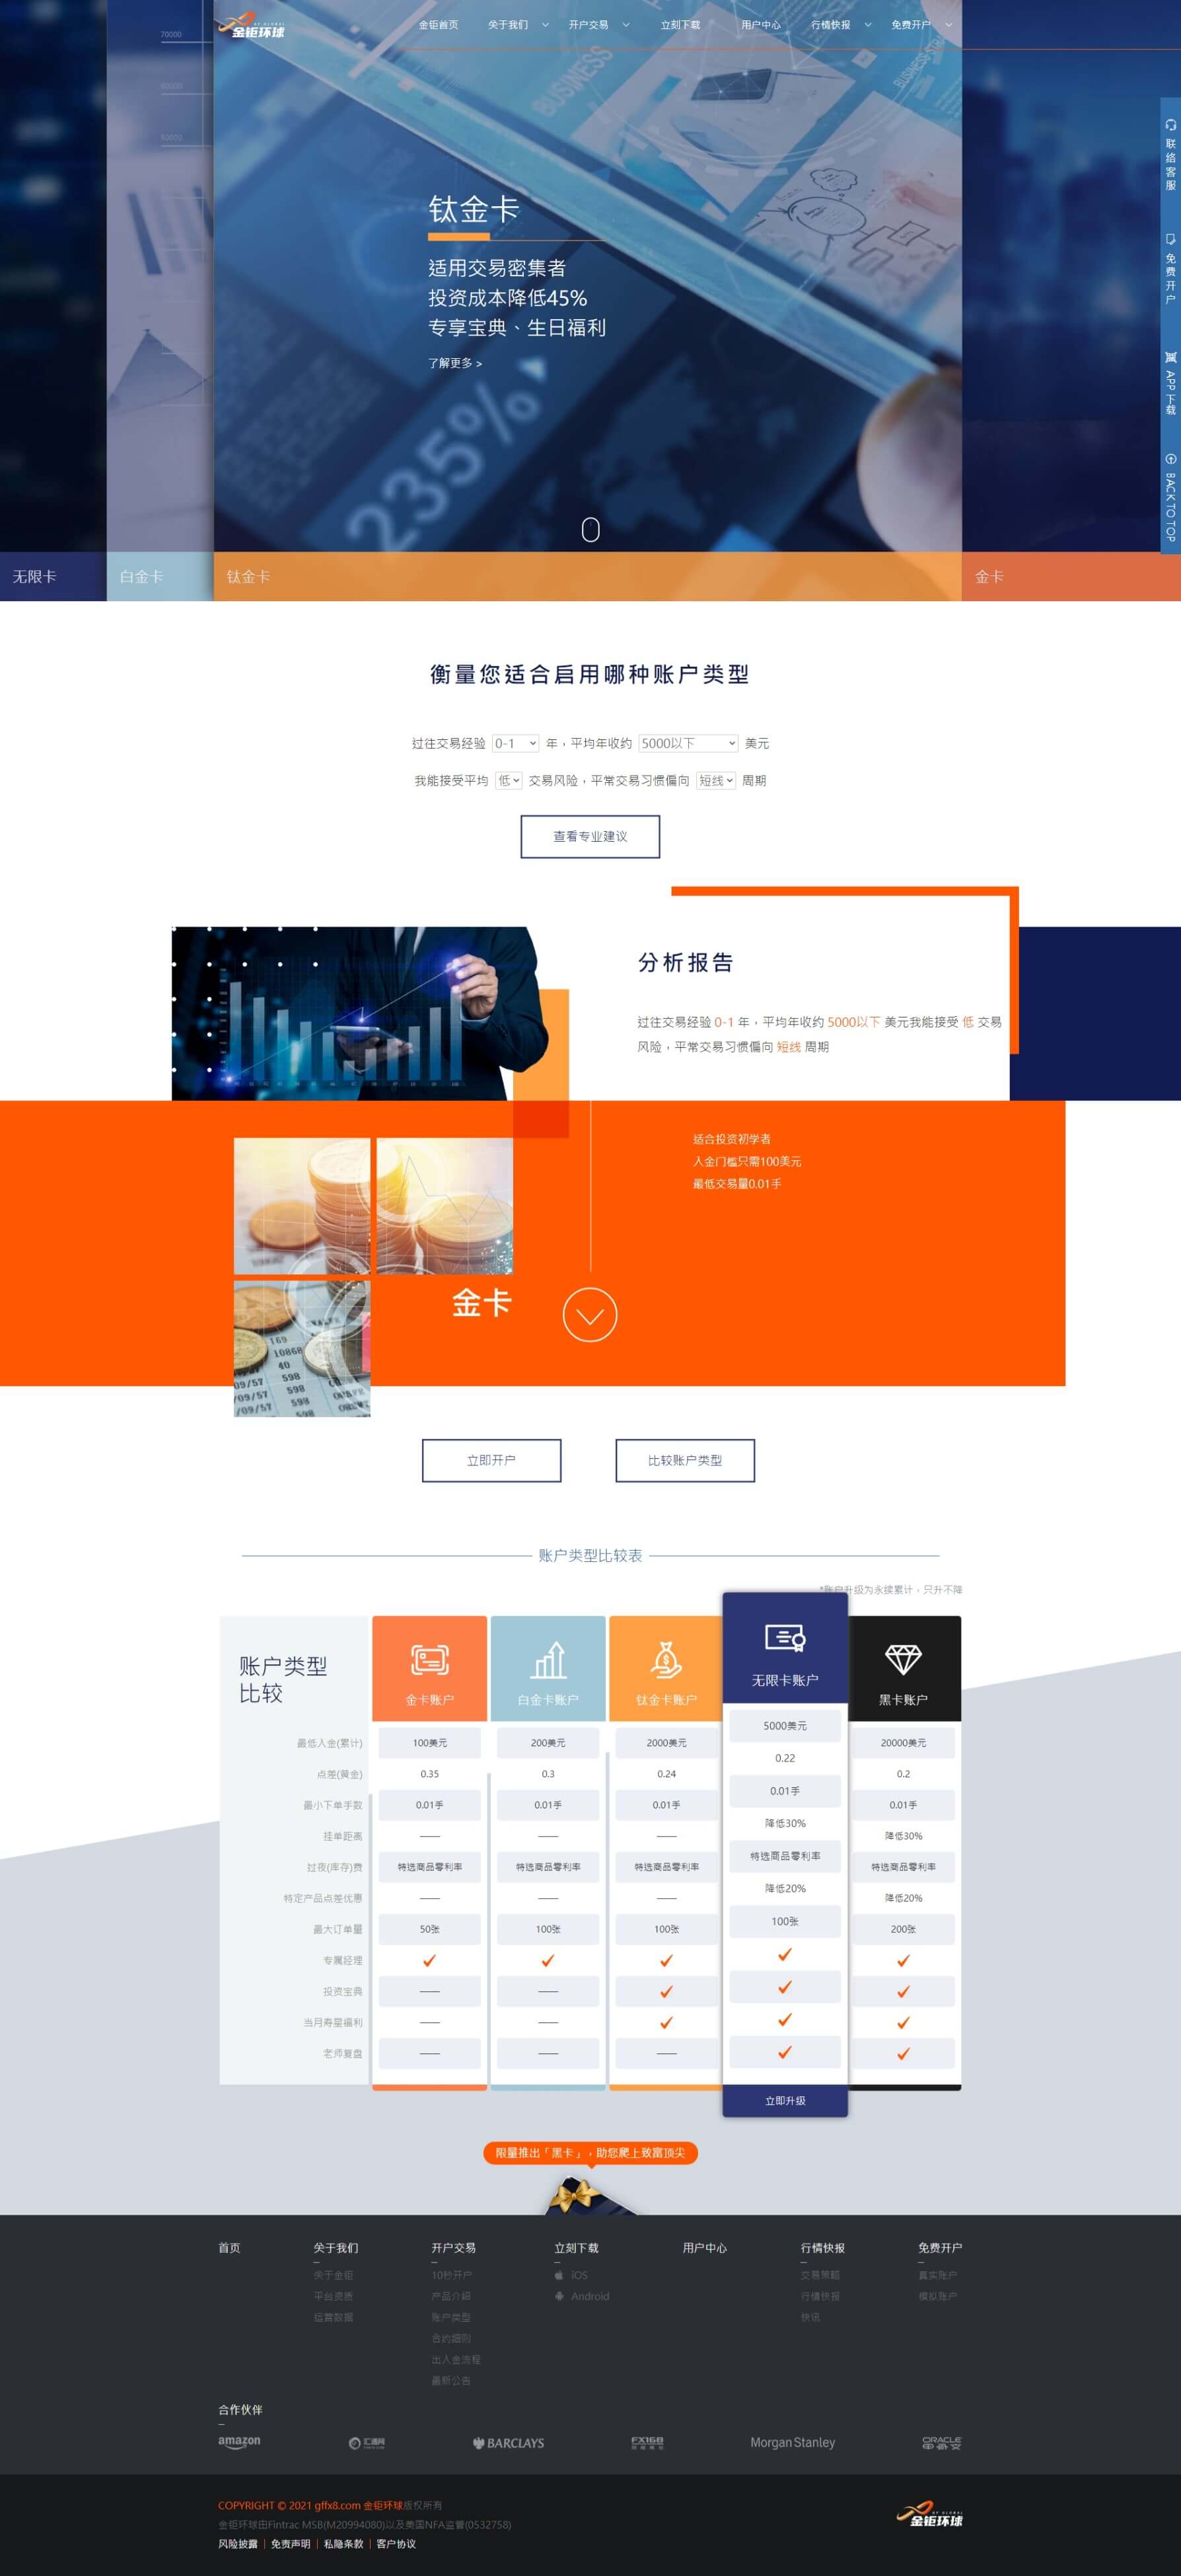 金钜环球
金钜首页 关于我们 开户交易 立刻下载 用户中心 行情快报 免费开户
70000
60000
50000
BUSINESS
联络客服
免费开户
APP下载
BACK TO TOP
钛金卡
适用交易密集者
投资成本降低45%
专享宝典、生日福利
了解更多 >
235%
无限卡 白金卡 钛金卡 金卡
衡量您适合启用哪种账户类型
过往交易经验 0-1 年，平均年收约 5000以下 美元
我能接受平均 低 交易风险，平常交易习惯偏向 短线 周期
查看专业建议
分析报告
过往交易经验 0-1 年，平均年收约 5000以下 美元我能接受 低 交易
风险，平常交易习惯偏向 短线 周期
适合投资初学者
入金门槛只需100美元
最低交易量0.01手
金卡
立即开户 比较账户类型
账户类型比较表
*账户升级为永续累计，只升不降
账户类型
比较
金卡账户 白金卡账户 钛金卡账户 无限卡账户 黑卡账户
最低入金(累计) 100美元 200美元 2000美元 5000美元 20000美元
点差(黄金) 0.35 0.3 0.24 0.22 0.2
最小下单手数 0.01手 0.01手 0.01手 0.01手 0.01手
挂单距离 —— —— —— 降低30% 降低30%
过夜(库存)费 特选商品零利率 特选商品零利率 特选商品零利率 特选商品零利率 特选商品零利率
特定产品点差优惠 —— —— —— 降低20% 降低20%
最大订单量 50张 100张 100张 100张 200张
专属经理 ✓ ✓ ✓ ✓ ✓
投资宝典 —— —— ✓ ✓ ✓
当月寿星福利 —— —— ✓ ✓ ✓
老师复盘 —— —— —— ✓ ✓
立即升级
限量推出「黑卡」，助您爬上致富顶尖
首页 关于我们 开户交易 立刻下载 用户中心 行情快报 免费开户
关于金钜 10秒开户 iOS 交易策略 真实账户
平台资质 产品介绍 Android 行情快报 模拟账户
运营数据 账户类型 快讯
合约细则
出入金流程
最新公告
合作伙伴
amazon 汇通网 BARCLAYS FX168 Morgan Stanley ORACLE 甲骨文
COPYRIGHT © 2021 gffx8.com 金钜环球版权所有
金钜环球由Fintrac MSB(M20994080)以及美国NFA监管(0532758)
风险披露 | 免责声明 | 私隐条款 | 客户协议
金钜环球